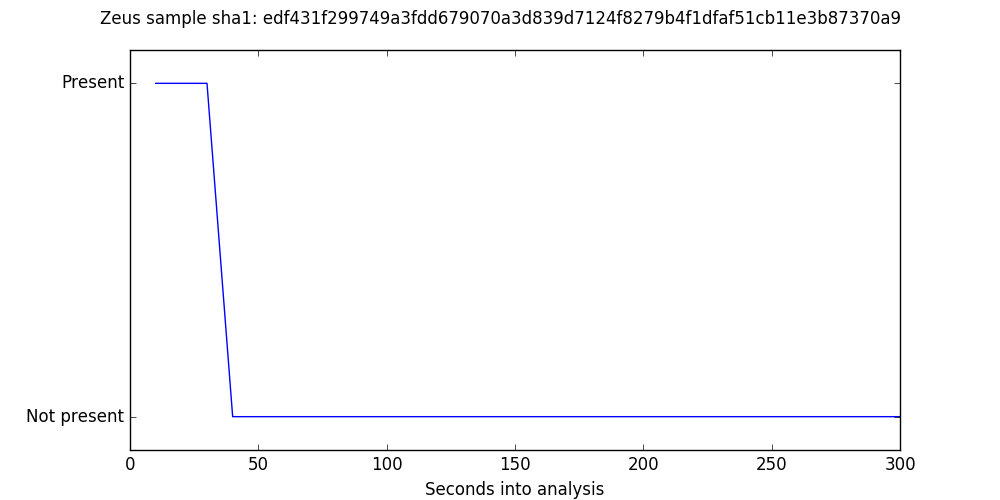 Zeus sample sha1: edf431f299749a3fdd679070a3d839d7124f8279b4f1dfaf51cb11e3b87370a9
Present
Not present
0 50 100 150 200 250 300
Seconds into analysis